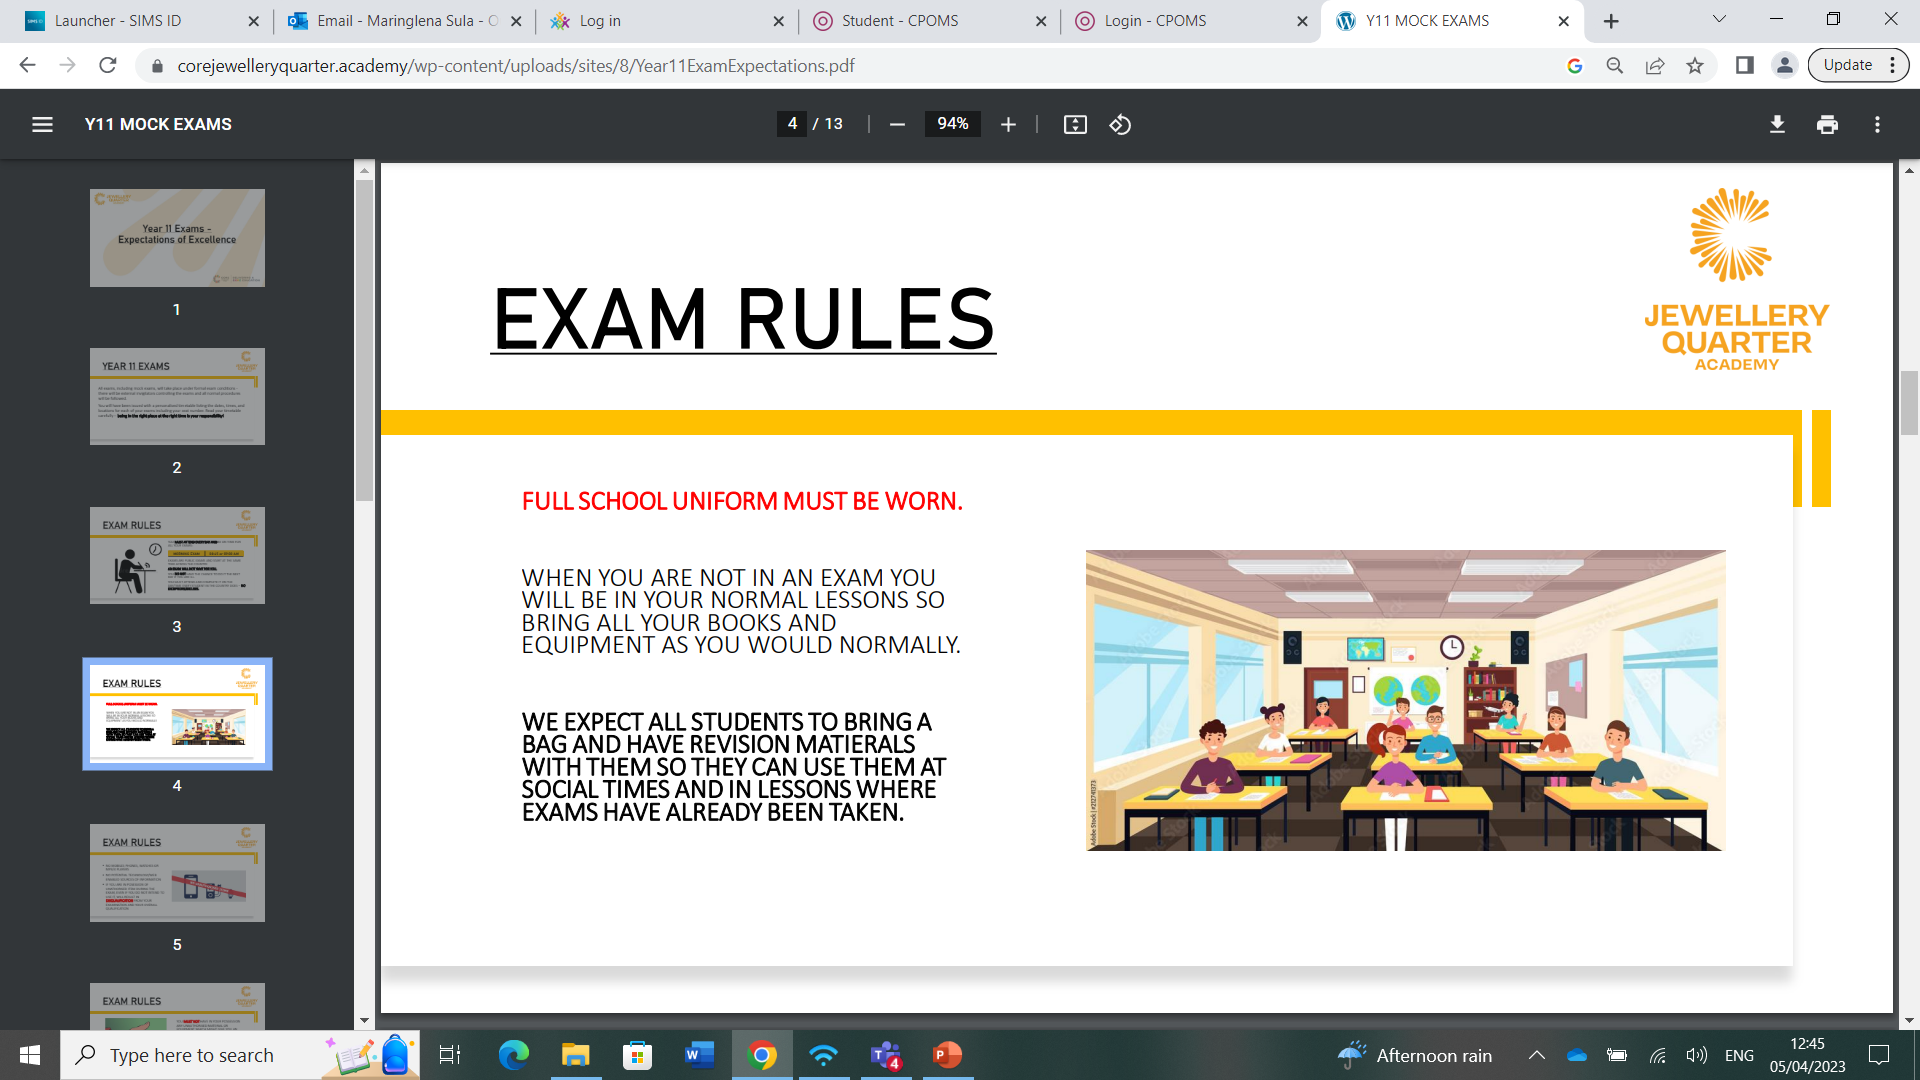 Launcher - SIMS ID
Email - Maringlena Sula - O
Log in
Student - CPOMS
Login - CPOMS
Y11 MOCK EXAMS
corejewelleryquarter.academy/wp-content/uploads/sites/8/Year11ExamExpectations.pdf
Update
Y11 MOCK EXAMS
4 / 13
94%
Year 11 Exams -
Expectations of Excellence
1
YEAR 11 EXAMS
2
EXAM RULES
3
EXAM RULES
4
EXAM RULES
5
EXAM RULES
EXAM RULES
JEWELLERY
QUARTER
ACADEMY
FULL SCHOOL UNIFORM MUST BE WORN.
WHEN YOU ARE NOT IN AN EXAM YOU
WILL BE IN YOUR NORMAL LESSONS SO
BRING ALL YOUR BOOKS AND
EQUIPMENT AS YOU WOULD NORMALLY.
WE EXPECT ALL STUDENTS TO BRING A
BAG AND HAVE REVISION MATIERALS
WITH THEM SO THEY CAN USE THEM AT
SOCIAL TIMES AND IN LESSONS WHERE
EXAMS HAVE ALREADY BEEN TAKEN.
Type here to search
4
Afternoon rain
ENG
12:45
05/04/2023